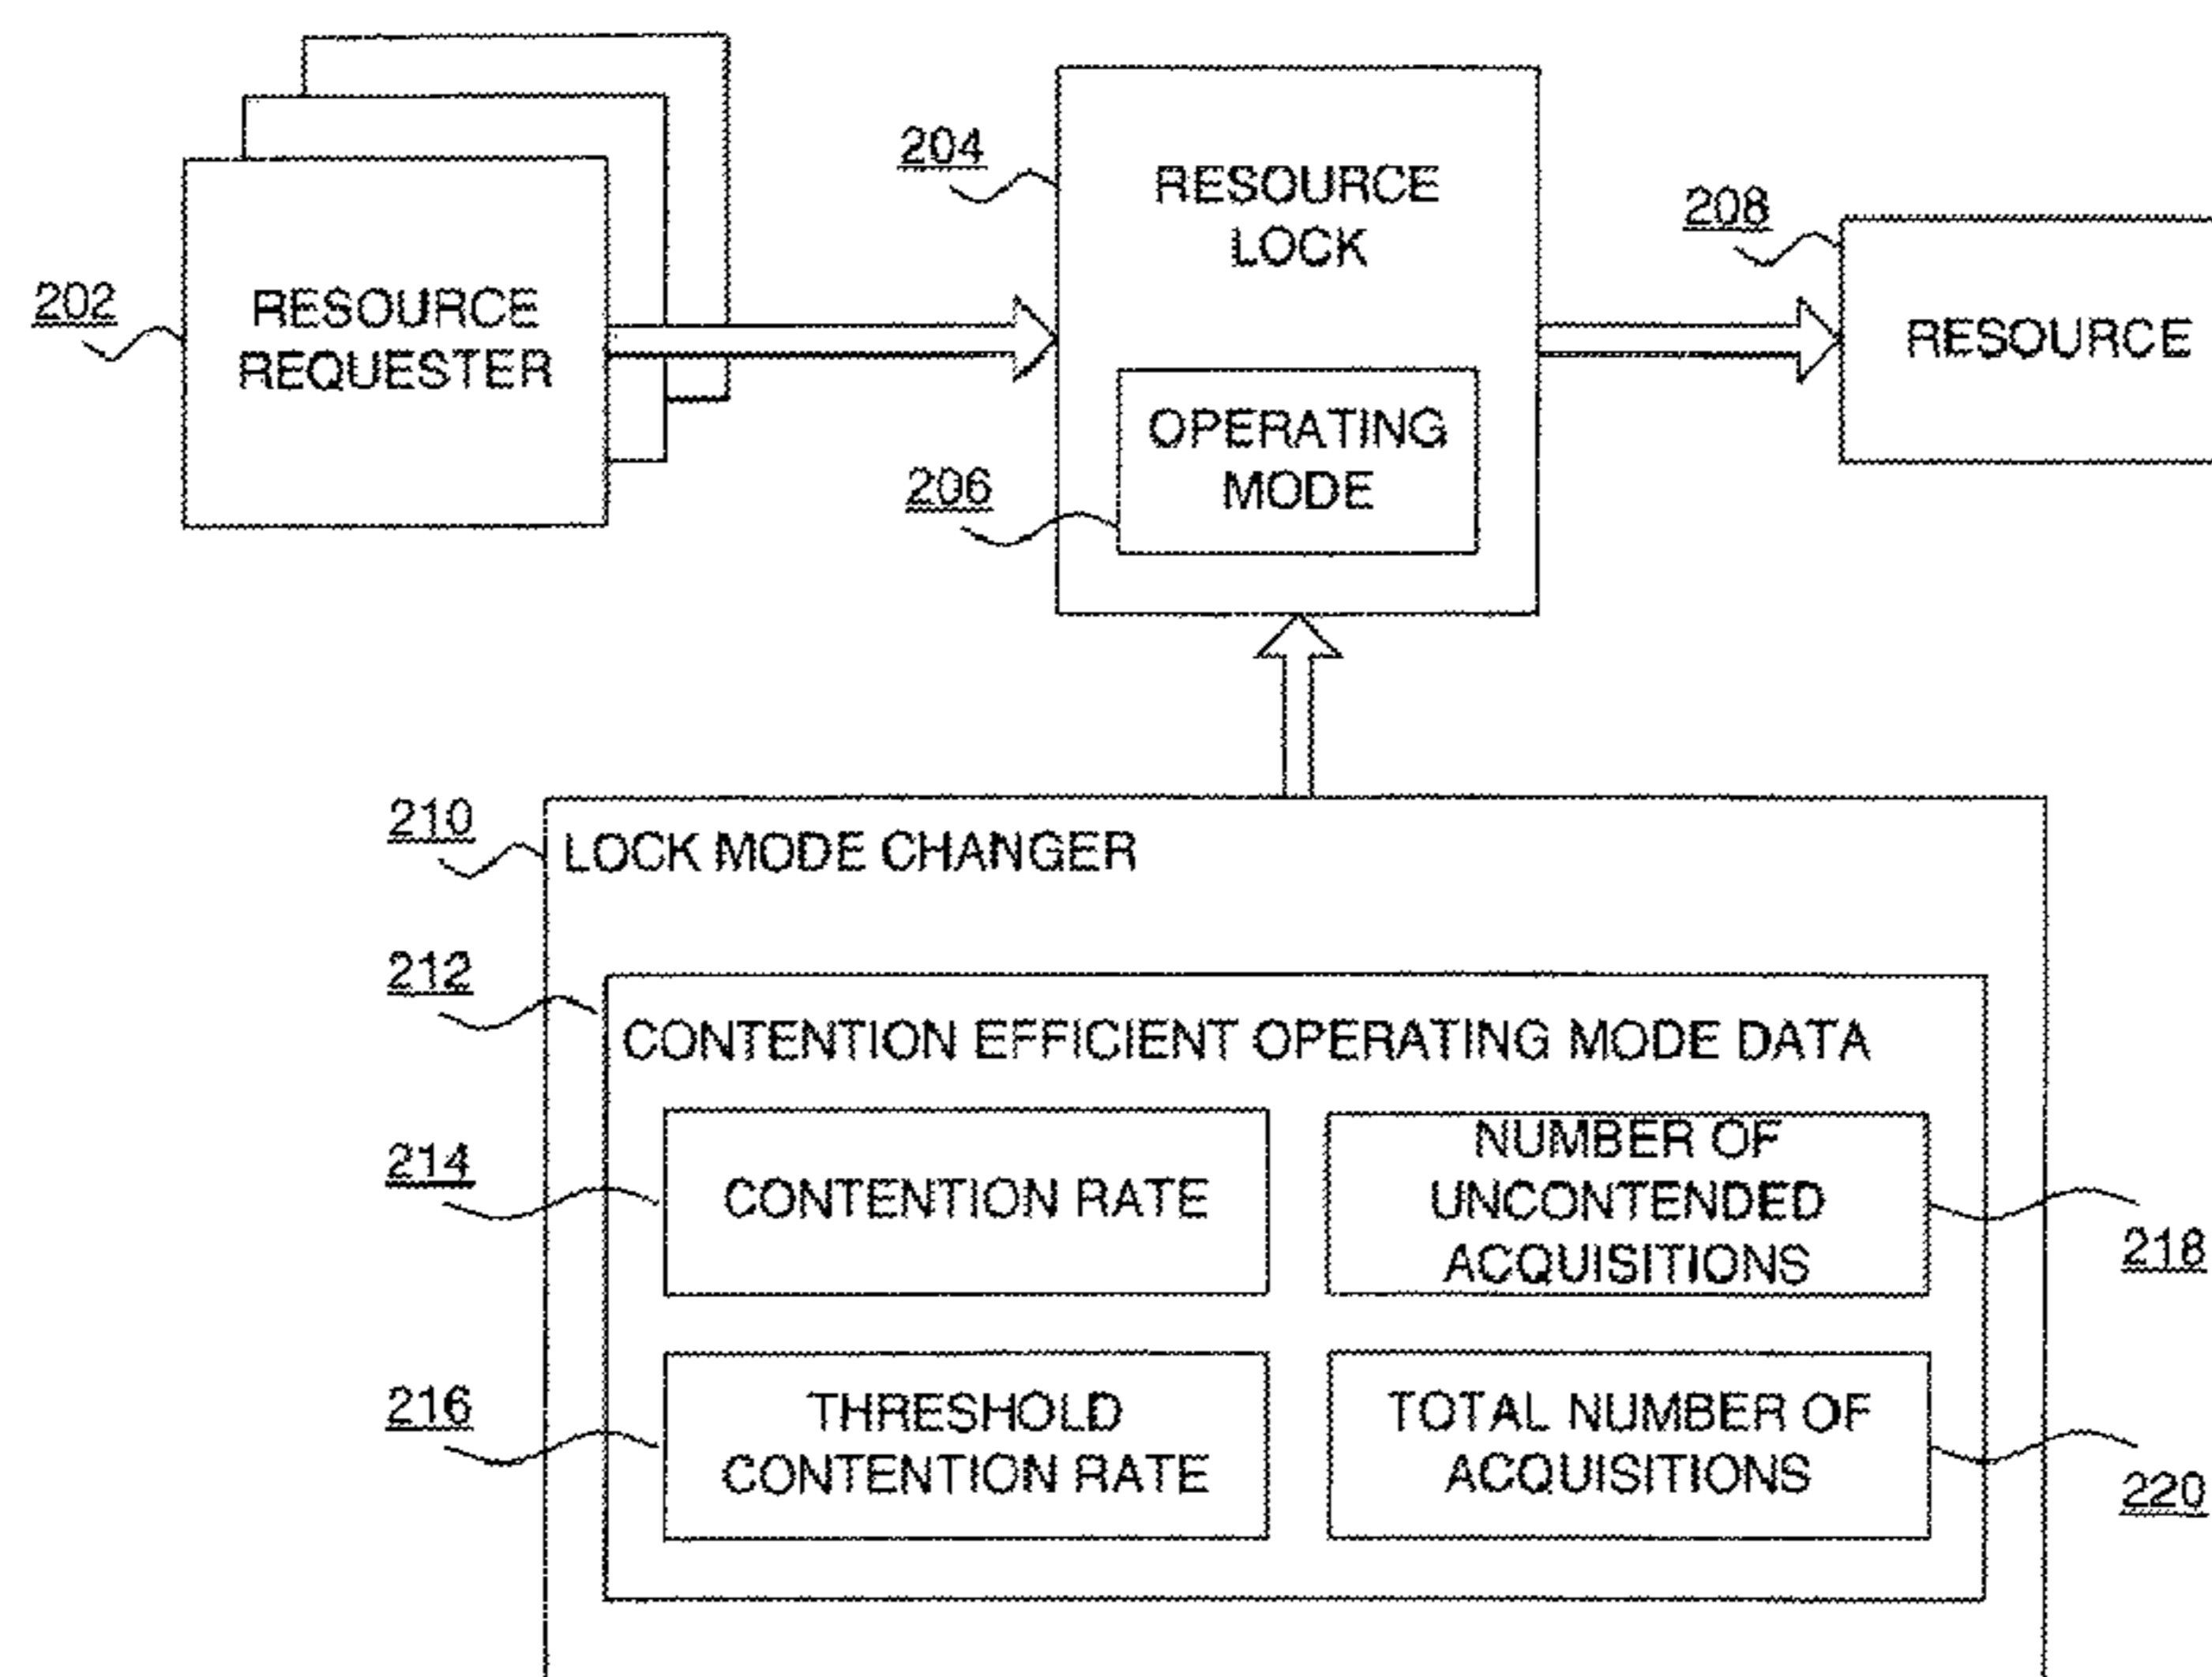 204
RESOURCE
LOCK
208
202
RESOURCE
REQUESTER
RESOURCE
OPERATING
MODE
206
210
LOCK MODE CHANGER
212
CONTENTION EFFICIENT OPERATING MODE DATA
214
CONTENTION RATE
NUMBER OF
UNCONTENDED
ACQUISITIONS
218
216
THRESHOLD
CONTENTION RATE
TOTAL NUMBER OF
ACQUISITIONS
220